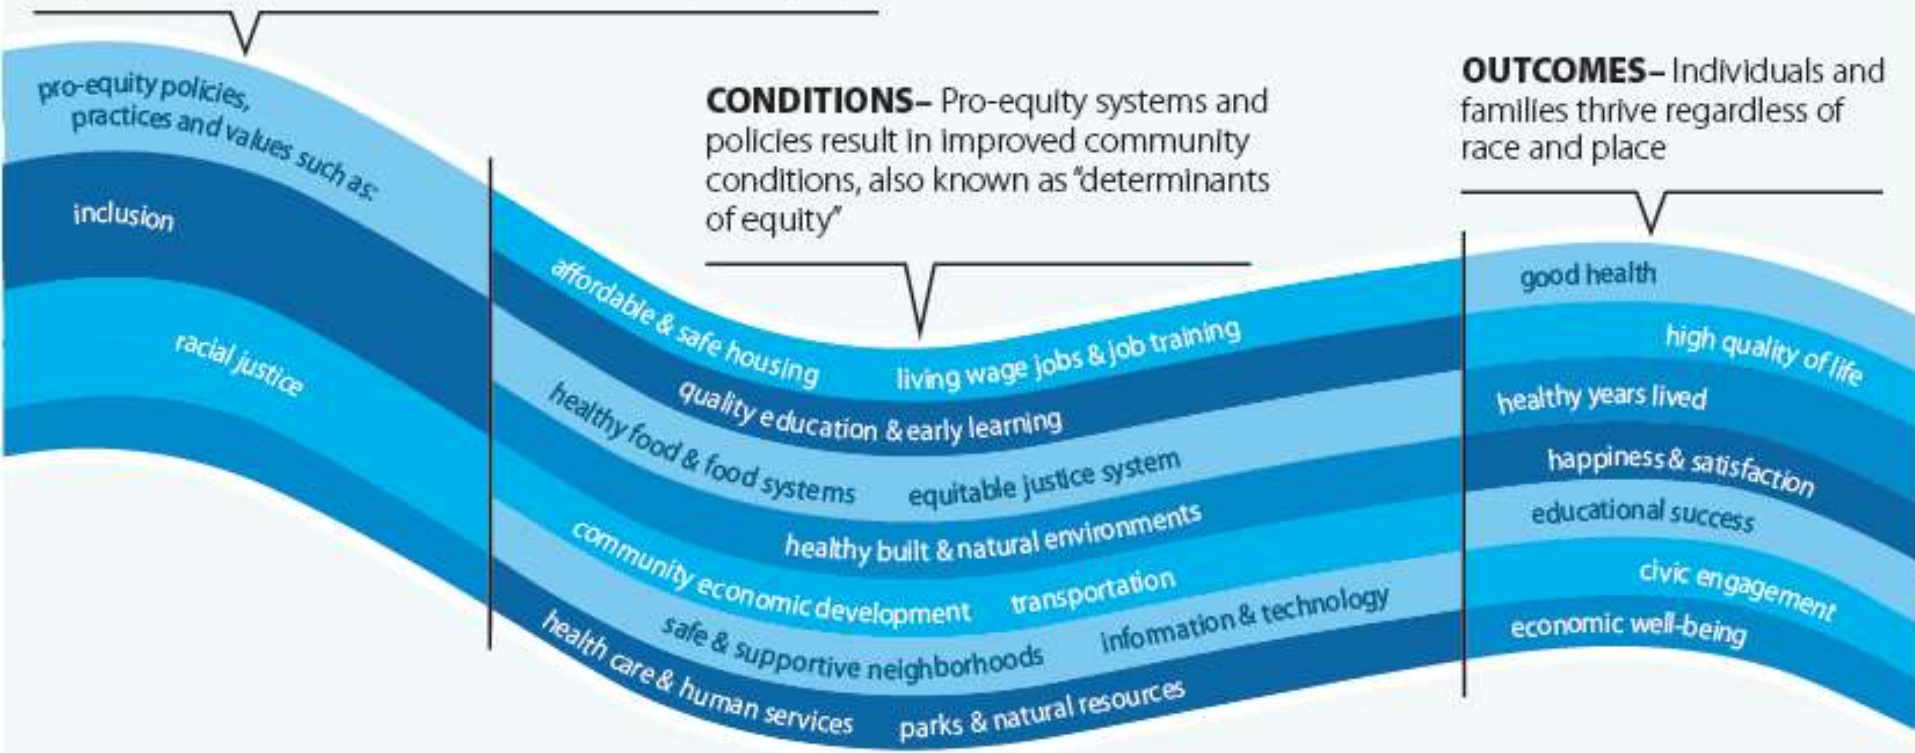 pro-equity policies,
practices and values such as:
inclusion
racial justice
CONDITIONS– Pro-equity systems and
policies result in improved community
conditions, also known as "determinants
of equity"
affordable & safe housing
living wage jobs & job training
quality education & early learning
healthy food & food systems
equitable justice system
healthy built & natural environments
community economic development
transportation
safe & supportive neighborhoods
information & technology
health care & human services
parks & natural resources
OUTCOMES– Individuals and
families thrive regardless of
race and place
good health
high quality of life
healthy years lived
happiness & satisfaction
educational success
civic engagement
economic well-being